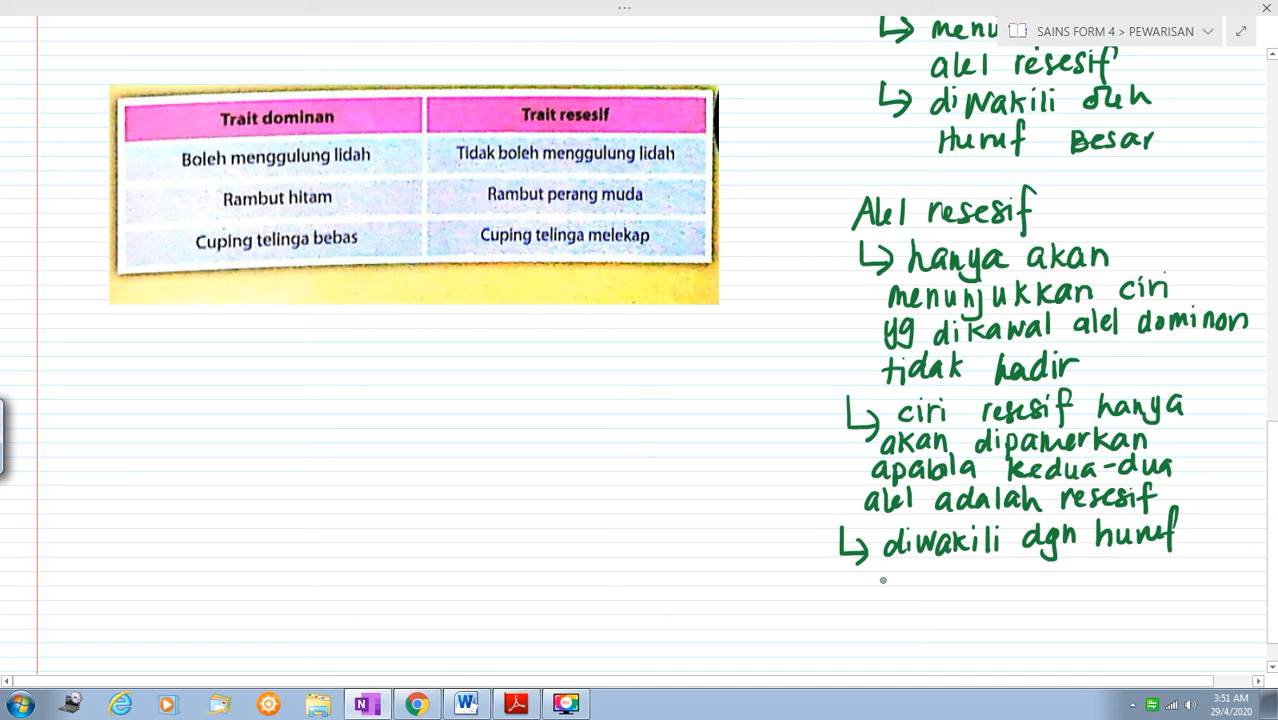 SAINS FORM 4 > PEWARISAN
Trait dominan Trait resesif
Boleh menggulung lidah Tidak boleh menggulung lidah
Rambut hitam Rambut perang muda
Cuping telinga bebas Cuping telinga melekap
alel resesif
diwakili oleh
Huruf Besar
Alel resesif
hanya akan
menunjukkan ciri
yg dikawal alel dominan
tidak hadir
ciri resesif hanya
akan dipamerkan
apabila kedua-dua
alel adalah resesif
diwakili dgn huruf
3:51 AM
29/4/2020